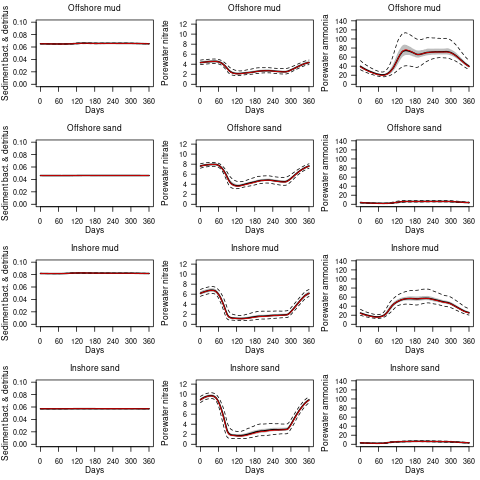 Offshore mud
Sediment bact. & detritus
0.10
0.08
0.06
0.04
0.02
0.00
0 60 120 180 240 300 360
Days
Offshore mud
Porewater nitrate
12
10
8
6
4
2
0
0 60 120 180 240 300 360
Days
Offshore mud
Porewater ammonia
140
120
100
80
60
40
20
0
0 60 120 180 240 300 360
Days
Offshore sand
Sediment bact. & detritus
0.10
0.08
0.06
0.04
0.02
0.00
0 60 120 180 240 300 360
Days
Offshore sand
Porewater nitrate
12
10
8
6
4
2
0
0 60 120 180 240 300 360
Days
Offshore sand
Porewater ammonia
140
120
100
80
60
40
20
0
0 60 120 180 240 300 360
Days
Inshore mud
Sediment bact. & detritus
0.10
0.08
0.06
0.04
0.02
0.00
0 60 120 180 240 300 360
Days
Inshore mud
Porewater nitrate
12
10
8
6
4
2
0
0 60 120 180 240 300 360
Days
Inshore mud
Porewater ammonia
140
120
100
80
60
40
20
0
0 60 120 180 240 300 360
Days
Inshore sand
Sediment bact. & detritus
0.10
0.08
0.06
0.04
0.02
0.00
0 60 120 180 240 300 360
Days
Inshore sand
Porewater nitrate
12
10
8
6
4
2
0
0 60 120 180 240 300 360
Days
Inshore sand
Porewater ammonia
140
120
100
80
60
40
20
0
0 60 120 180 240 300 360
Days